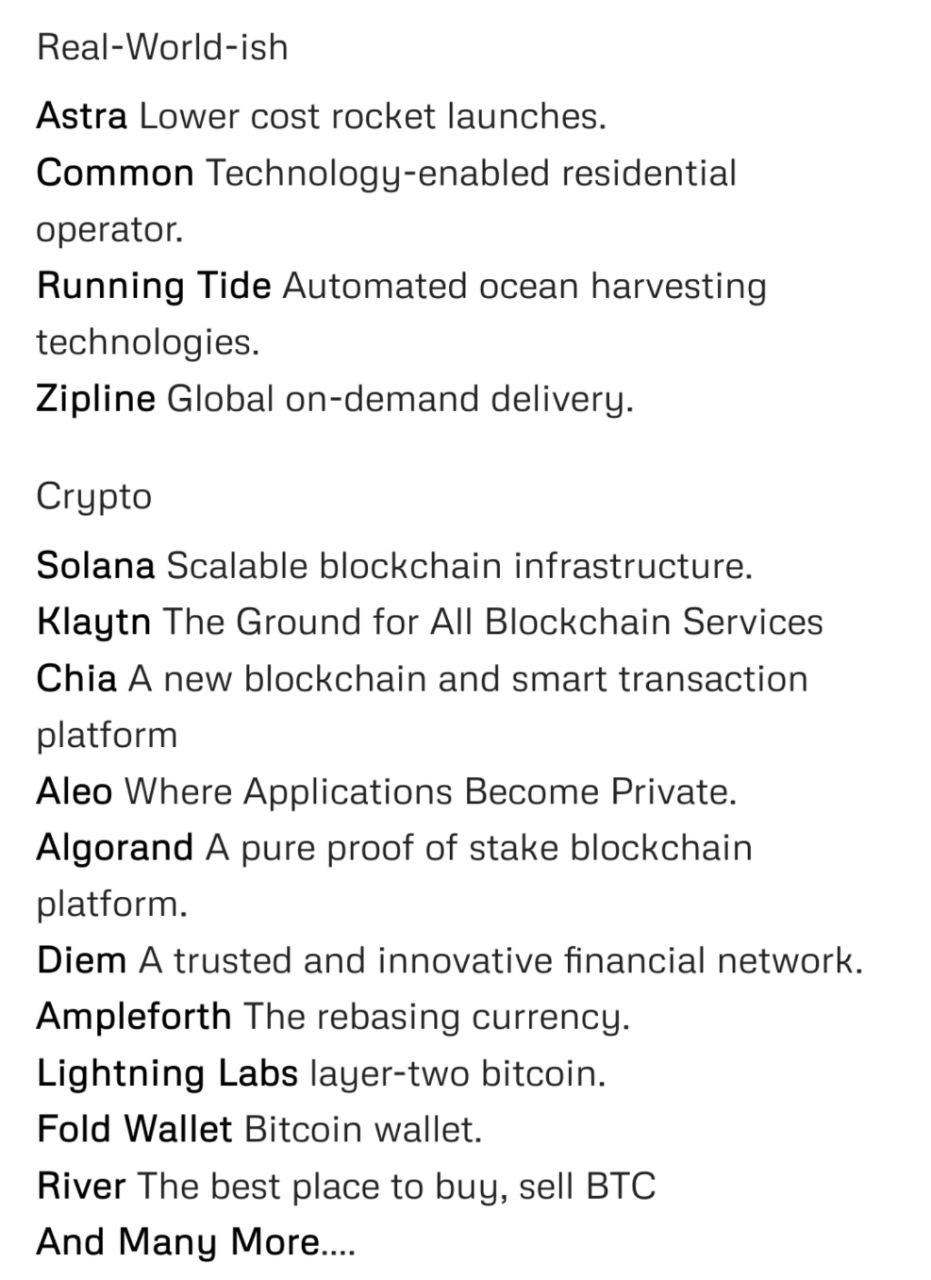 Real-World-ish
Astra Lower cost rocket launches.
Common Technology-enabled residential
operator.
Running Tide Automated ocean harvesting
technologies.
Zipline Global on-demand delivery.
Crypto
Solana Scalable blockchain infrastructure.
Klaytn The Ground for All Blockchain Services
Chia A new blockchain and smart transaction
platform
Aleo Where Applications Become Private.
Algorand A pure proof of stake blockchain
platform.
Diem A trusted and innovative financial network.
Ampleforth The rebasing currency.
Lightning Labs layer-two bitcoin.
Fold Wallet Bitcoin wallet.
River The best place to buy, sell BTC
And Many More....